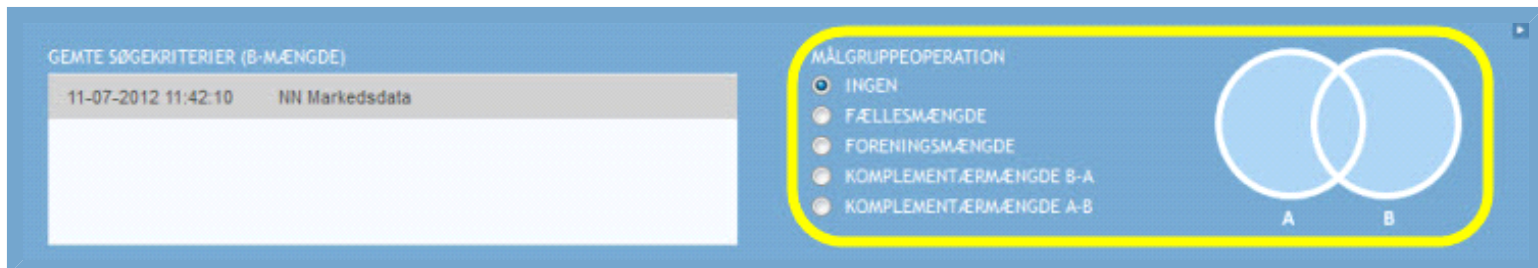 GEMTE SØGEKRITERIER (B-MÆNGDE)
11-07-2012 11:42:10 NN Markedsdata
MÅLGRUPPEOPERATION
INGEN
FÆLLESMÆNGDE
FORENINGSMÆNGDE
KOMPLEMENTÆRMÆNGDE B-A
KOMPLEMENTÆRMÆNGDE A-B
A B